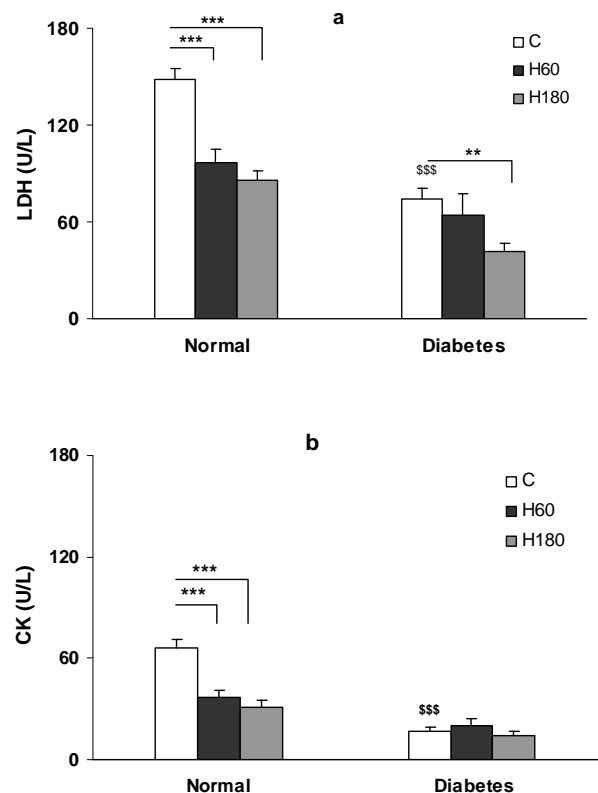 a
180
120
60
0
LDH (U/L)
***
***
$$$
**
C
H60
H180
Normal Diabetes
b
180
120
60
0
CK (U/L)
***
***
$$$
C
H60
H180
Normal Diabetes